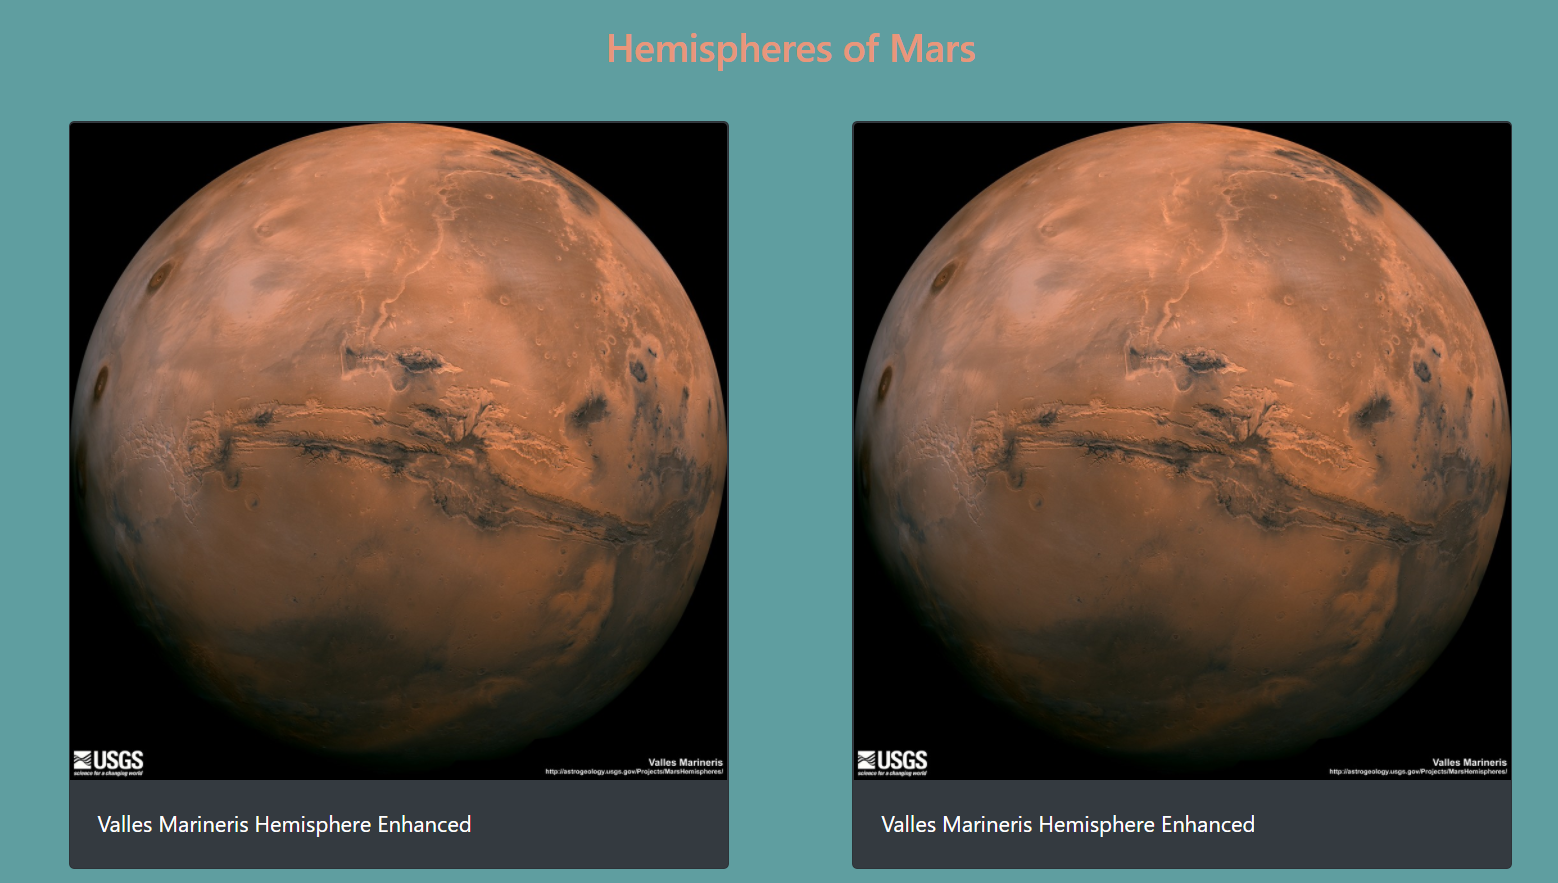 Hemispheres of Mars
USGS
science for a changing world
Valles Marineris
http://astrogeology.usgs.gov/Projects/MarsHemispheres/
USGS
science for a changing world
Valles Marineris
http://astrogeology.usgs.gov/Projects/MarsHemispheres/
Valles Marineris Hemisphere Enhanced
Valles Marineris Hemisphere Enhanced